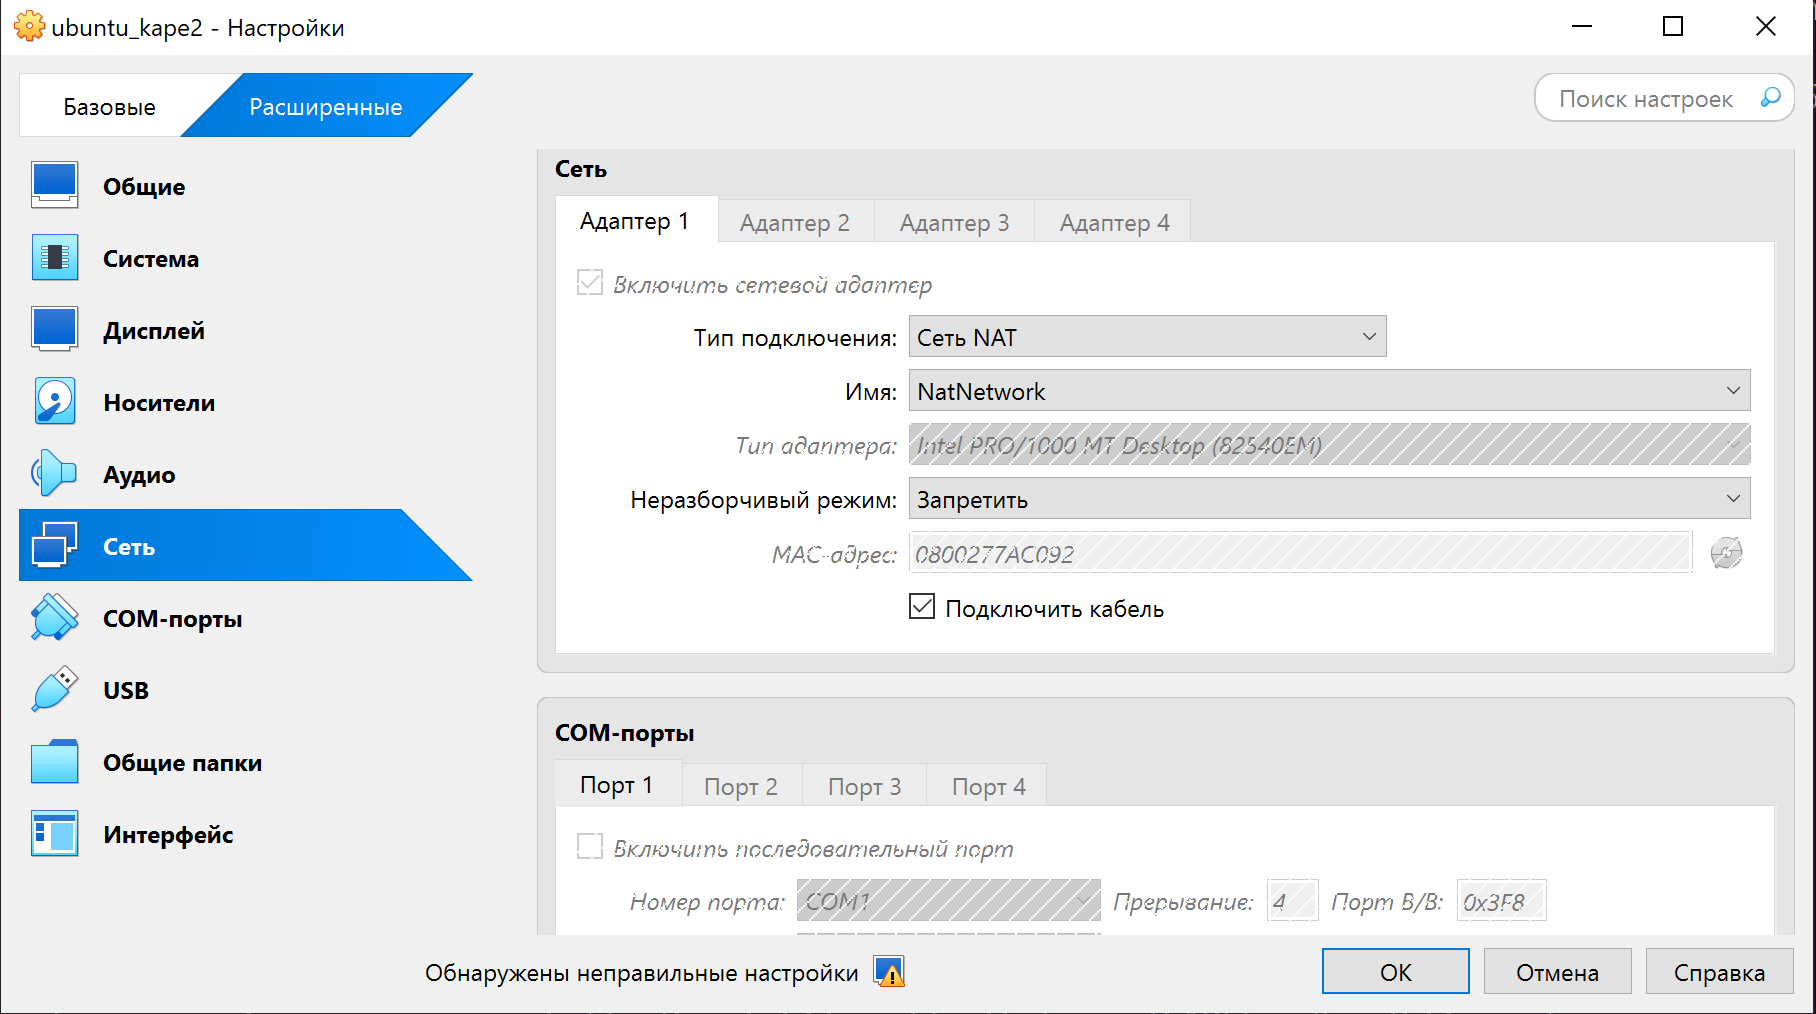 ubuntu_kape2 - Настройки
Базовые
Расширенные
Поиск настроек
Общие
Система
Дисплей
Носители
Аудио
Сеть
COM-порты
USB
Общие папки
Интерфейс
Сеть
Адаптер 1 Адаптер 2 Адаптер 3 Адаптер 4
Включить сетевой адаптер
Тип подключения: Сеть NAT
Имя: NatNetwork
Тип адаптера: Intel PRO/1000 MT Desktop (82540EM)
Неразборчивый режим: Запретить
MAC-адрес: 0800277AC092
Подключить кабель
COM-порты
Порт 1 Порт 2 Порт 3 Порт 4
Включить последовательный порт
Номер порта: COM1 Прерывание: 4 Порт В/В: 0x3F8
Обнаружены неправильные настройки
OK Отмена Справка